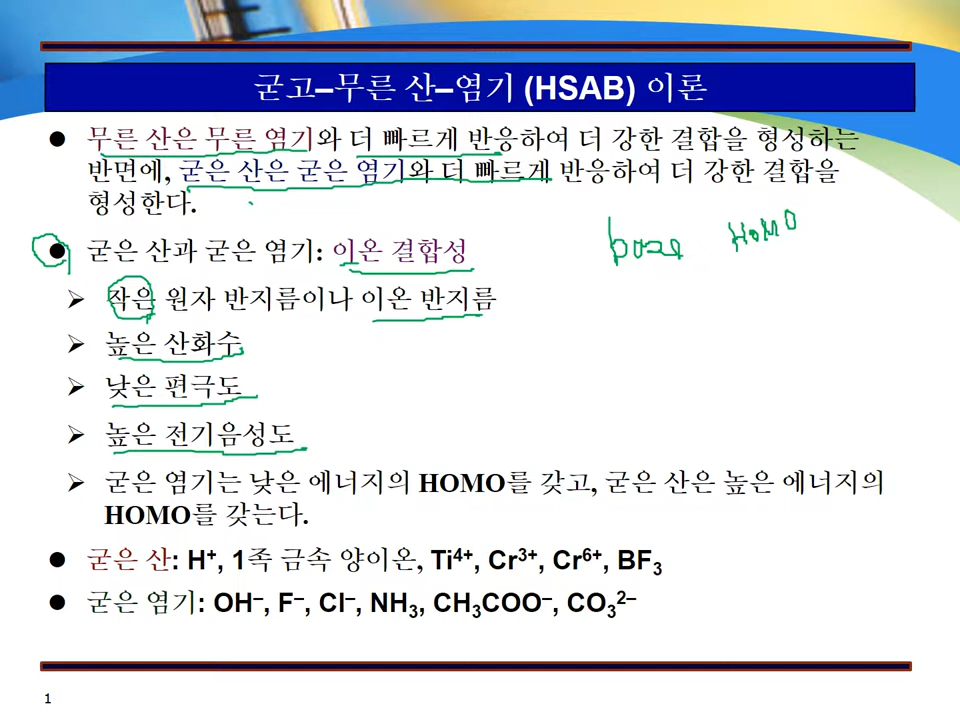 굳고–무른 산–염기 (HSAB) 이론
● 무른 산은 무른 염기와 더 빠르게 반응하여 더 강한 결합을 형성하는
반면에, 굳은 산은 굳은 염기와 더 빠르게 반응하여 더 강한 결합을
형성한다.
base HOMO
● 굳은 산과 굳은 염기: 이온 결합성
➢ 작은 원자 반지름이나 이온 반지름
➢ 높은 산화수
➢ 낮은 편극도
➢ 높은 전기음성도
➢ 굳은 염기는 낮은 에너지의 HOMO를 갖고, 굳은 산은 높은 에너지의
HOMO를 갖는다.
● 굳은 산: H⁺, 1족 금속 양이온, Ti⁴⁺, Cr³⁺, Cr⁶⁺, BF₃
● 굳은 염기: OH⁻, F⁻, Cl⁻, NH₃, CH₃COO⁻, CO₃²⁻
1